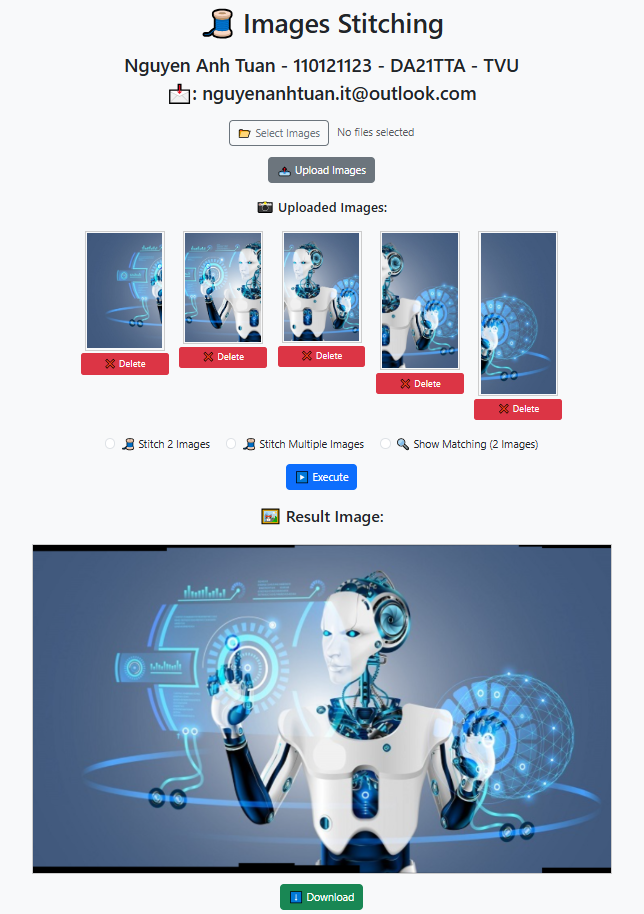 Images Stitching
Nguyen Anh Tuan - 110121123 - DA21TTA - TVU
: nguyenanhtuan.it@outlook.com
Select Images No files selected
Upload Images
Uploaded Images:
Delete Delete Delete Delete Delete
Stitch 2 Images Stitch Multiple Images Show Matching (2 Images)
Execute
Result Image:
Download